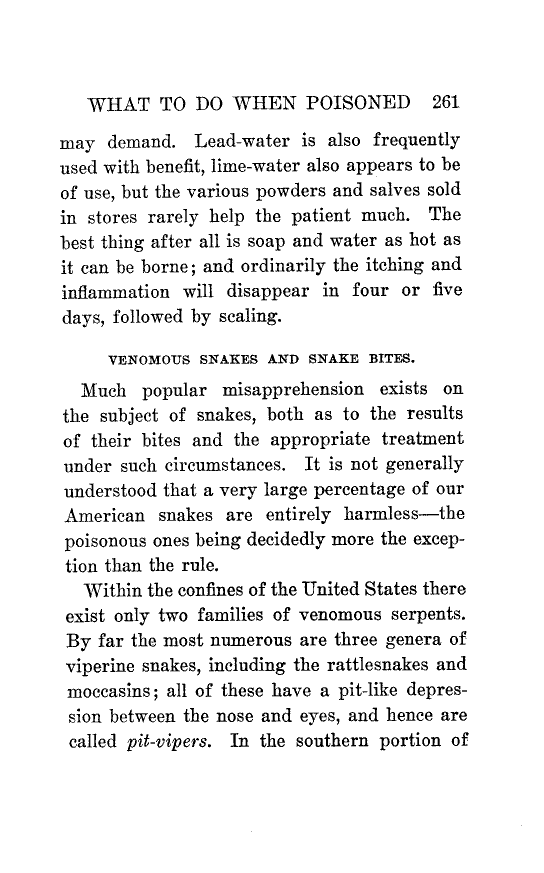 WHAT TO DO WHEN POISONED 261
may demand. Lead-water is also frequently
used with benefit, lime-water also appears to be
of use, but the various powders and salves sold
in stores rarely help the patient much. The
best thing after all is soap and water as hot as
it can be borne; and ordinarily the itching and
inflammation will disappear in four or five
days, followed by scaling.
VENOMOUS SNAKES AND SNAKE BITES.
Much popular misapprehension exists on
the subject of snakes, both as to the results
of their bites and the appropriate treatment
under such circumstances. It is not generally
understood that a very large percentage of our
American snakes are entirely harmless—the
poisonous ones being decidedly more the excep-
tion than the rule.
Within the confines of the United States there
exist only two families of venomous serpents.
By far the most numerous are three genera of
viperine snakes, including the rattlesnakes and
moccasins; all of these have a pit-like depres-
sion between the nose and eyes, and hence are
called pit-vipers. In the southern portion of